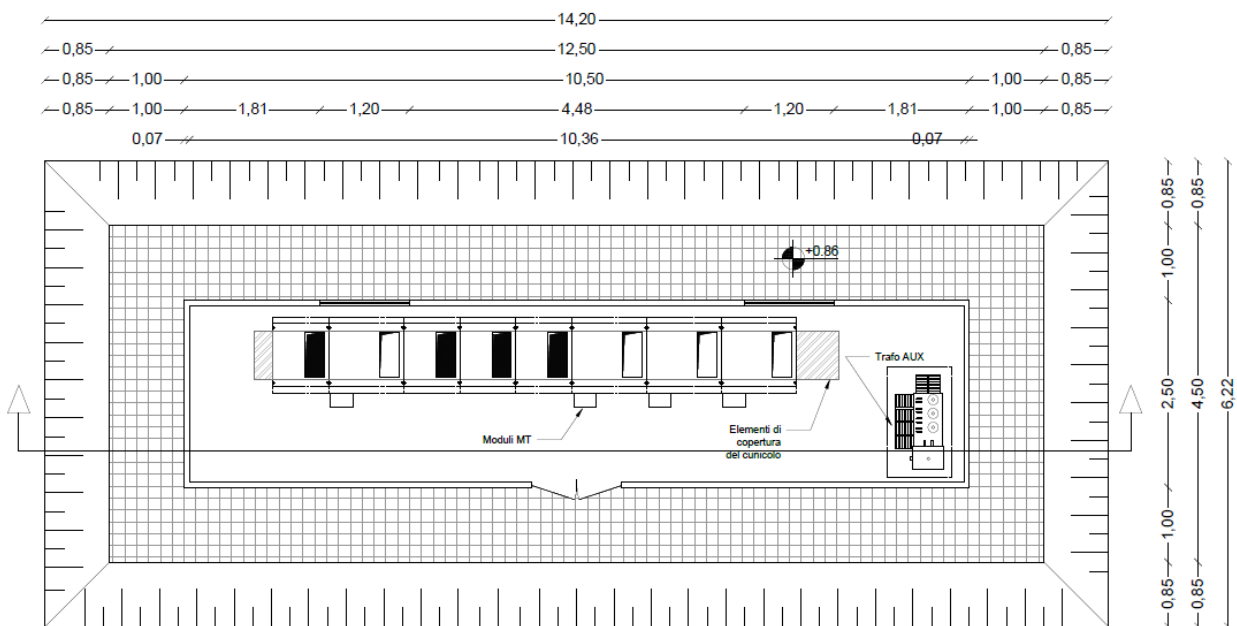 14,20
0,85 12,50 0,85
0,85 1,00 10,50 1,00 0,85
0,85 1,00 1,81 1,20 4,48 1,20 1,81 1,00 0,85
0,07 10,36 0,07
+0.86
Trafo AUX
Moduli MT
Elementi di
copertura
del cunicolo
0,85 1,00 2,50 1,00 0,85
0,85 4,50 0,85
6,22